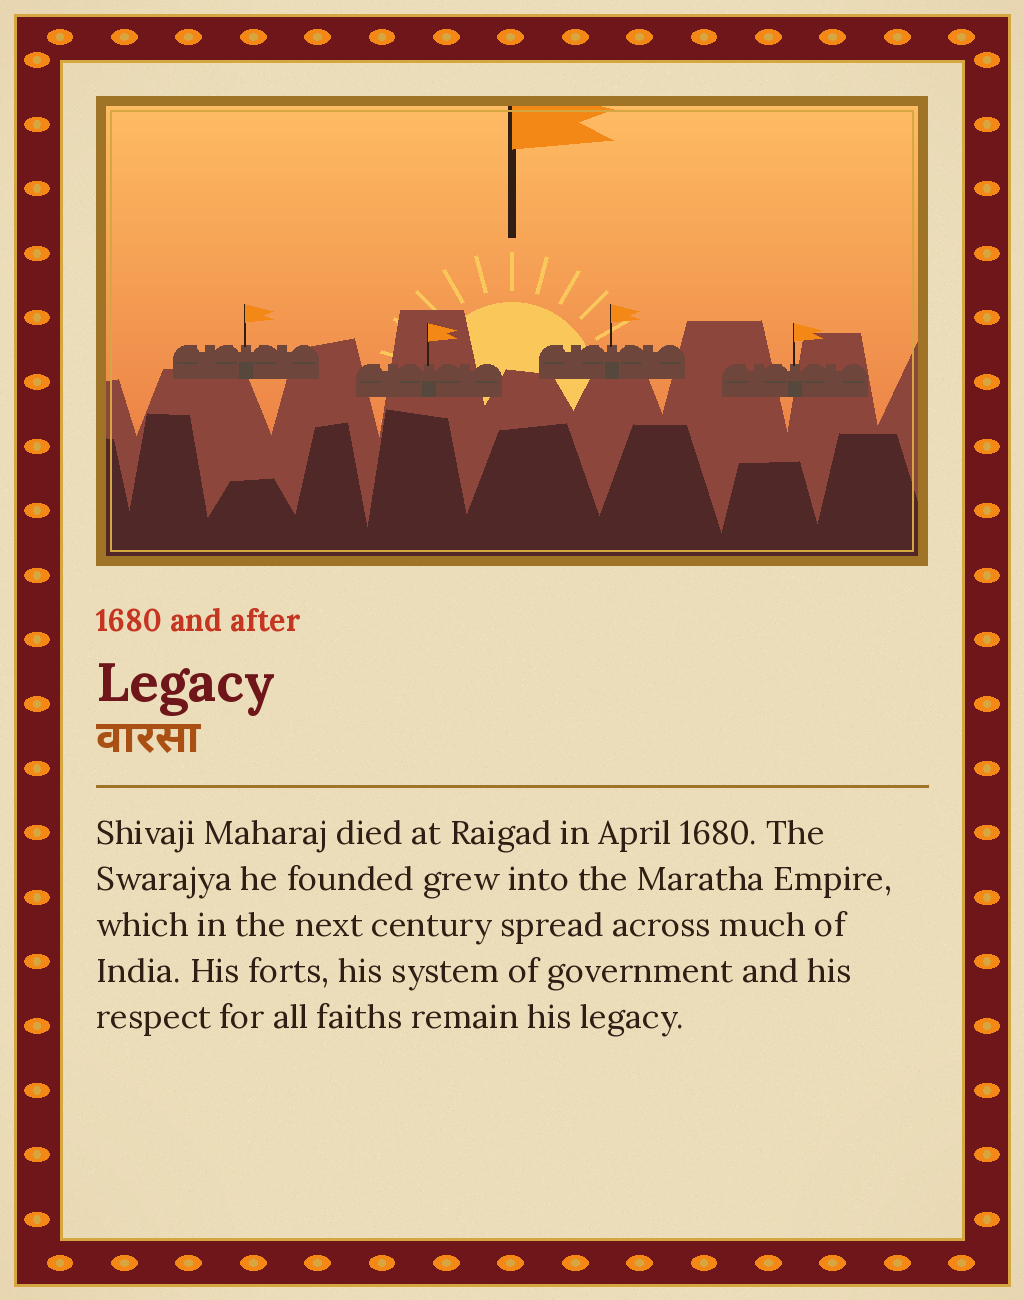 1680 and after
Legacy
वारसा
Shivaji Maharaj died at Raigad in April 1680. The
Swarajya he founded grew into the Maratha Empire,
which in the next century spread across much of
India. His forts, his system of government and his
respect for all faiths remain his legacy.